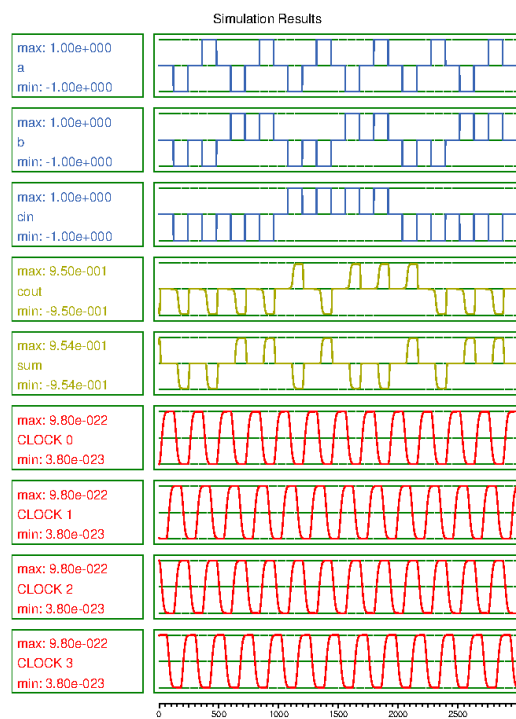 Simulation Results
max: 1.00e+000
a
min: -1.00e+000
max: 1.00e+000
b
min: -1.00e+000
max: 1.00e+000
cin
min: -1.00e+000
max: 9.50e-001
cout
min: -9.50e-001
max: 9.54e-001
sum
min: -9.54e-001
max: 9.80e-022
CLOCK 0
min: 3.80e-023
max: 9.80e-022
CLOCK 1
min: 3.80e-023
max: 9.80e-022
CLOCK 2
min: 3.80e-023
max: 9.80e-022
CLOCK 3
min: 3.80e-023
0 500 1000 1500 2000 2500